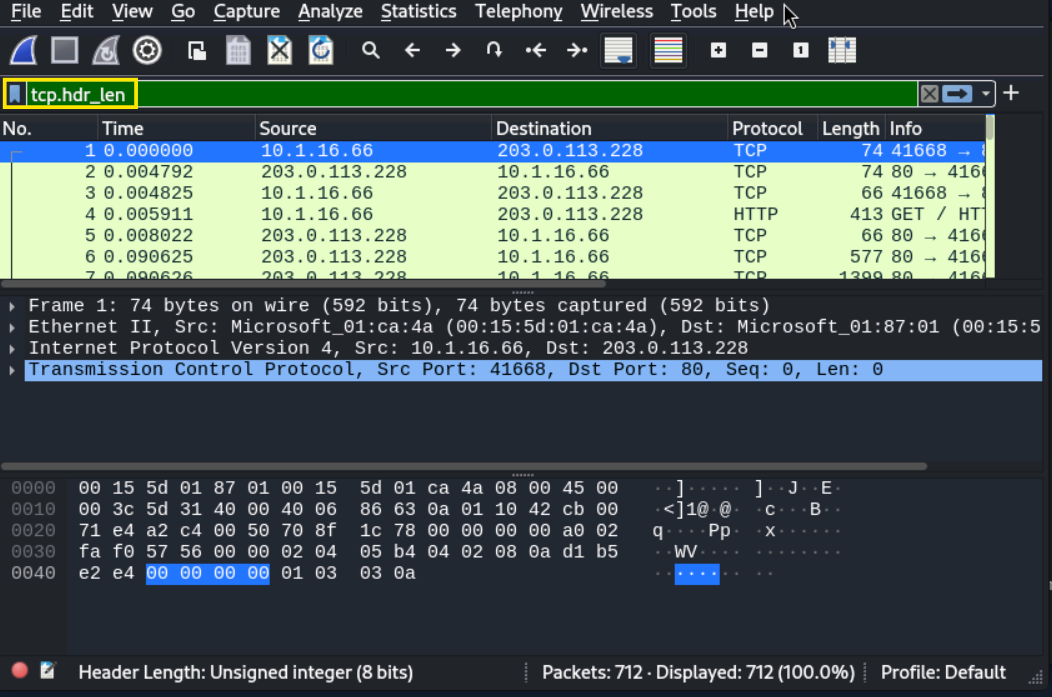 File Edit View Go Capture Analyze Statistics Telephony Wireless Tools Help
tcp.hdr_len
No. Time Source Destination Protocol Length Info
1 0.000000 10.1.16.66 203.0.113.228 TCP 74 41668 →
2 0.004792 203.0.113.228 10.1.16.66 TCP 74 80 → 416
3 0.004825 10.1.16.66 203.0.113.228 TCP 66 41668 →
4 0.005911 10.1.16.66 203.0.113.228 HTTP 413 GET / HT
5 0.008022 203.0.113.228 10.1.16.66 TCP 66 80 → 416
6 0.090625 203.0.113.228 10.1.16.66 TCP 577 80 → 416
7 0.090626 203.0.113.228 10.1.16.66 TCP 1399 80 → 416
Frame 1: 74 bytes on wire (592 bits), 74 bytes captured (592 bits)
Ethernet II, Src: Microsoft_01:ca:4a (00:15:5d:01:ca:4a), Dst: Microsoft_01:87:01 (00:15:5
Internet Protocol Version 4, Src: 10.1.16.66, Dst: 203.0.113.228
Transmission Control Protocol, Src Port: 41668, Dst Port: 80, Seq: 0, Len: 0
0000 00 15 5d 01 87 01 00 15 5d 01 ca 4a 08 00 45 00 ··]····· ]··J··E·
0010 00 3c 5d 31 40 00 40 06 86 63 0a 01 10 42 cb 00 ·<]1@·@· ·c···B··
0020 71 e4 a2 c4 00 50 70 8f 1c 78 00 00 00 00 a0 02 q····Pp· ·x······
0030 fa f0 57 56 00 00 02 04 05 b4 04 02 08 0a d1 b5 ··WV···· ········
0040 e2 e4 00 00 00 00 01 03 03 0a ········ ··
Header Length: Unsigned integer (8 bits) Packets: 712 · Displayed: 712 (100.0%) Profile: Default